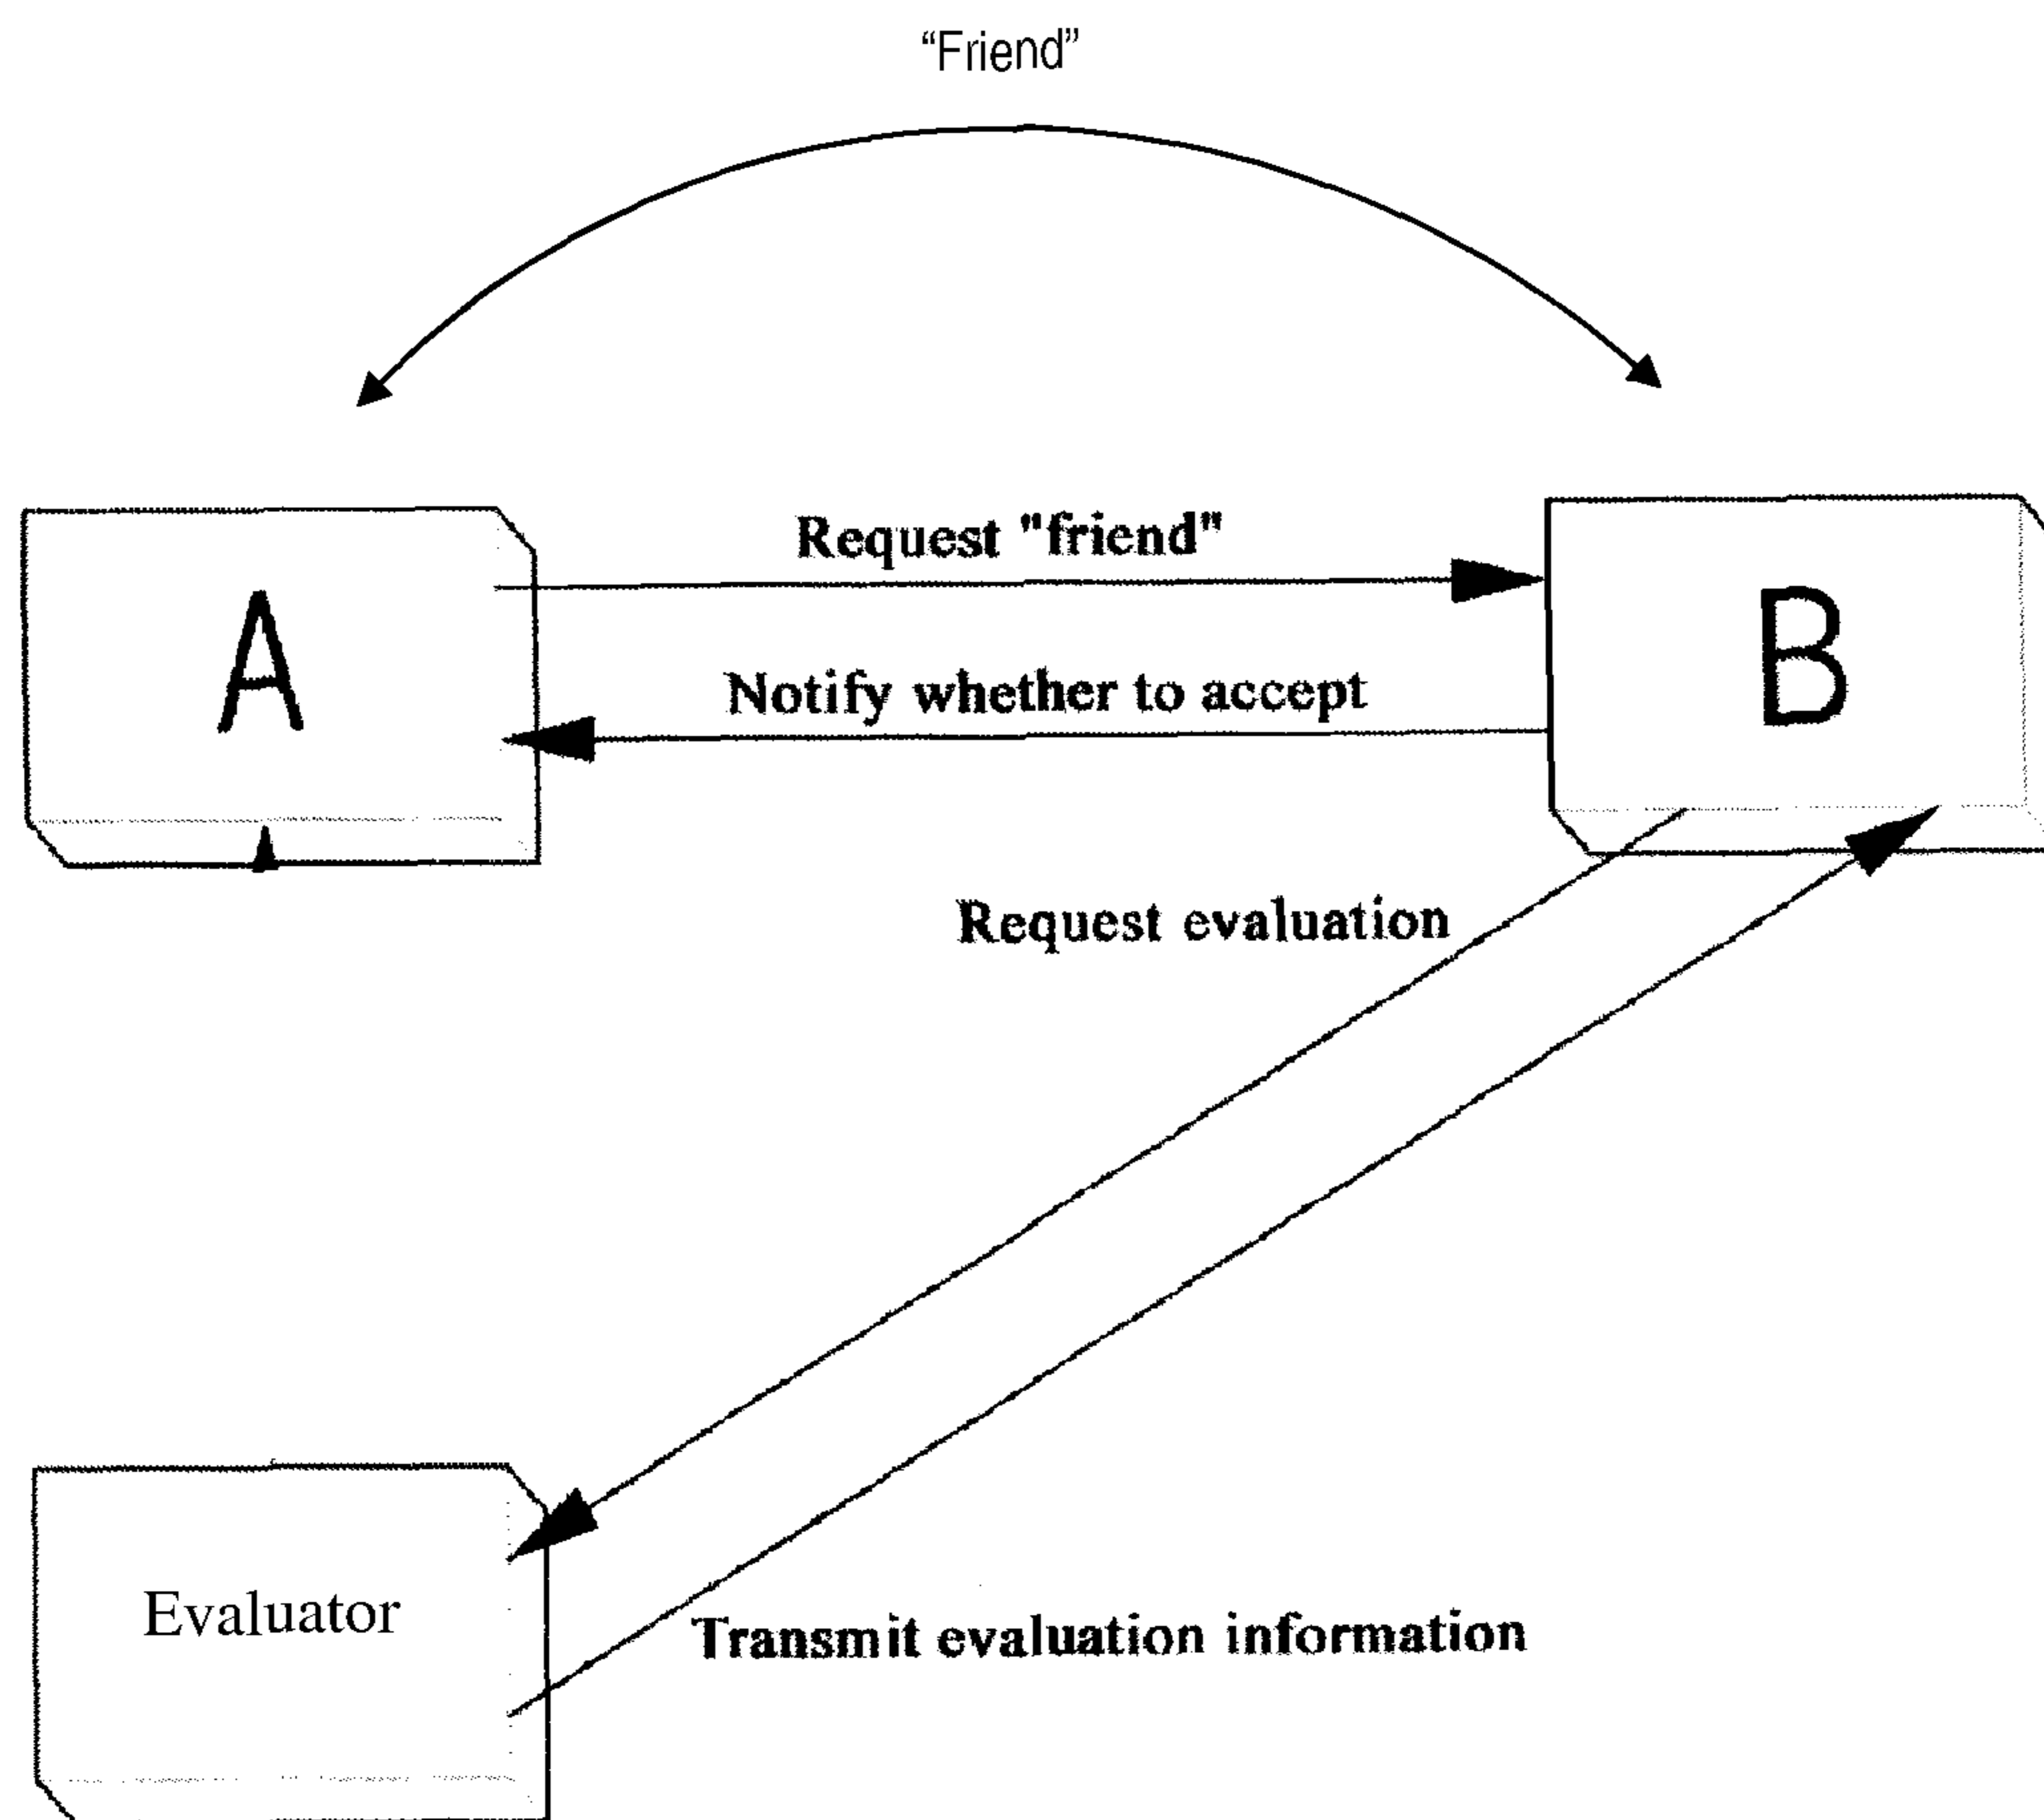 “Friend”
Request "friend"
A
B
Notify whether to accept
Request evaluation
Evaluator
Transmit evaluation information